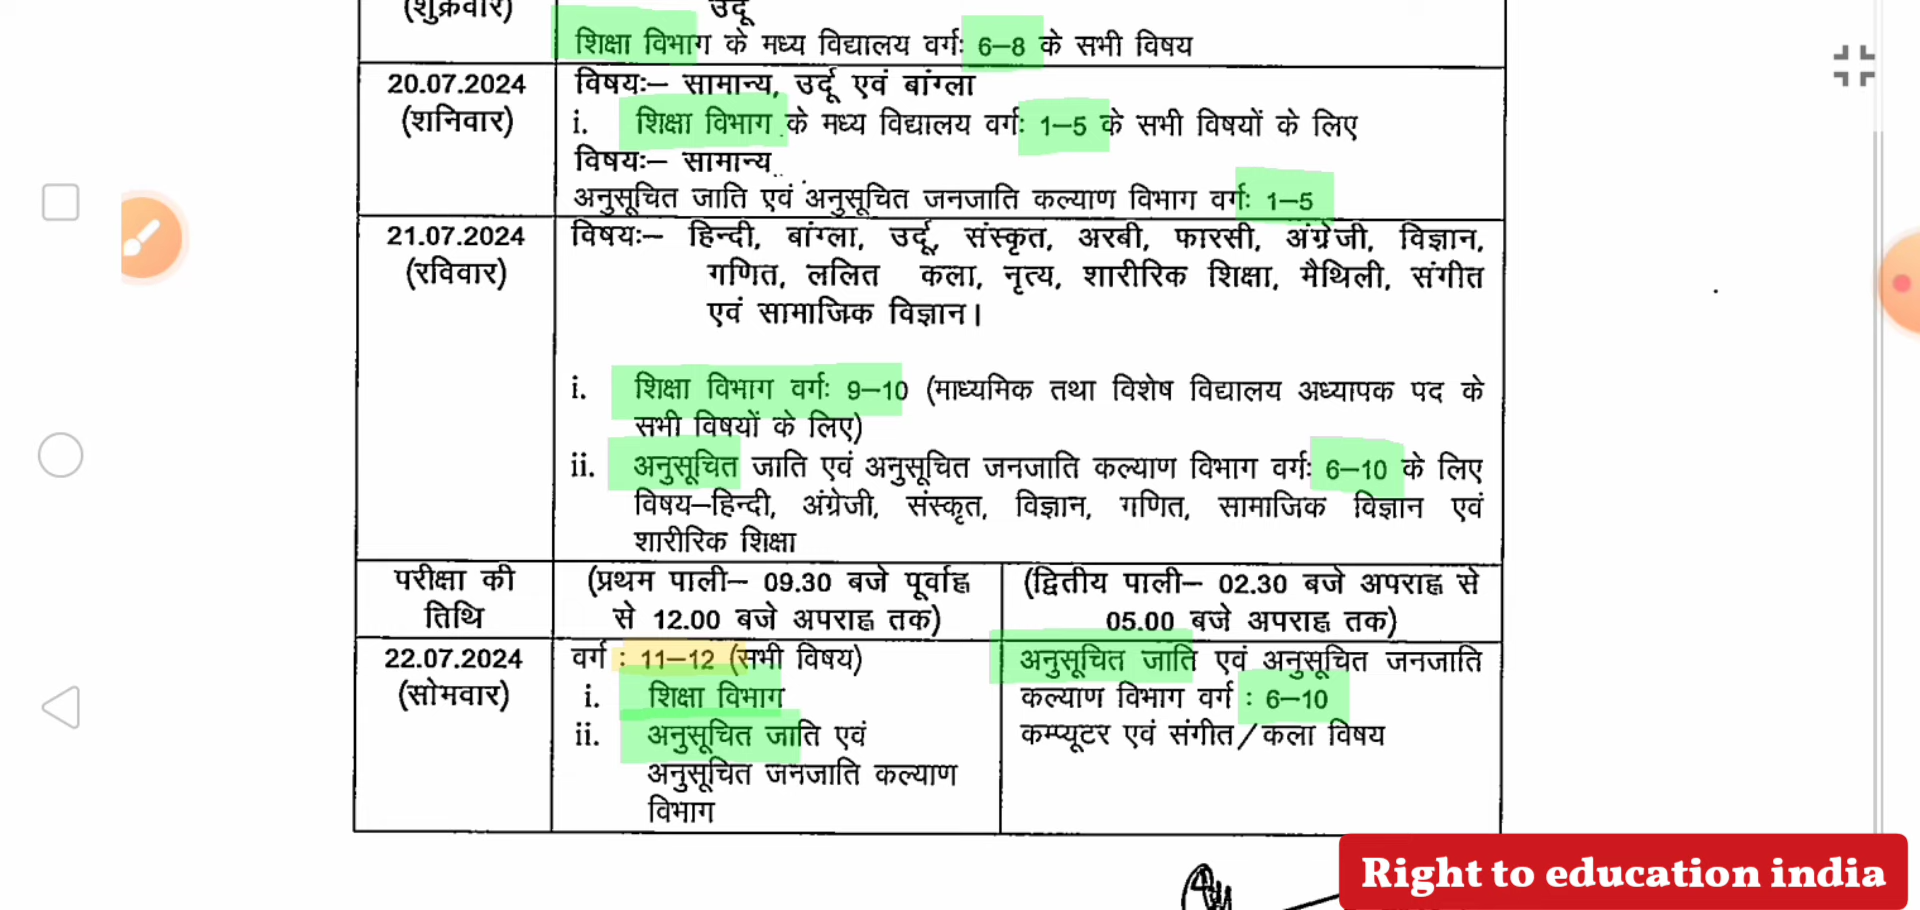 (शुक्रवार)
उर्दू
शिक्षा विभाग के मध्य विद्यालय वर्गः 6–8 के सभी विषय
20.07.2024
(शनिवार)
विषयः– सामान्य, उर्दू एवं बांग्ला
i. शिक्षा विभाग के मध्य विद्यालय वर्गः 1–5 के सभी विषयों के लिए
विषयः– सामान्य
अनुसूचित जाति एवं अनुसूचित जनजाति कल्याण विभाग वर्गः 1–5
21.07.2024
(रविवार)
विषयः– हिन्दी, बांग्ला, उर्दू, संस्कृत, अरबी, फारसी, अंग्रेजी, विज्ञान,
गणित, ललित कला, नृत्य, शारीरिक शिक्षा, मैथिली, संगीत
एवं सामाजिक विज्ञान।
i. शिक्षा विभाग वर्गः 9–10 (माध्यमिक तथा विशेष विद्यालय अध्यापक पद के
सभी विषयों के लिए)
ii. अनुसूचित जाति एवं अनुसूचित जनजाति कल्याण विभाग वर्गः 6–10 के लिए
विषय–हिन्दी, अंग्रेजी, संस्कृत, विज्ञान, गणित, सामाजिक विज्ञान एवं
शारीरिक शिक्षा
परीक्षा की
तिथि
(प्रथम पाली– 09.30 बजे पूर्वाह्न
से 12.00 बजे अपराह्न तक)
(द्वितीय पाली– 02.30 बजे अपराह्न से
05.00 बजे अपराह्न तक)
22.07.2024
(सोमवार)
वर्ग : 11–12 (सभी विषय)
i. शिक्षा विभाग
ii. अनुसूचित जाति एवं
अनुसूचित जनजाति कल्याण
विभाग
अनुसूचित जाति एवं अनुसूचित जनजाति
कल्याण विभाग वर्ग : 6–10
कम्प्यूटर एवं संगीत/कला विषय
Right to education india